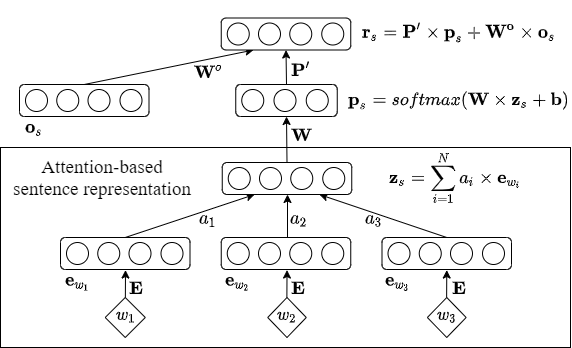 r_s = P′ × p_s + W^o × o_s
W^o
P′
o_s
p_s = softmax(W × z_s + b)
W
Attention-based
sentence representation
z_s = ∑_{i=1}^{N} a_i × e_{w_i}
a_1
a_2
a_3
e_{w_1}
e_{w_2}
e_{w_3}
E
E
E
w_1
w_2
w_3